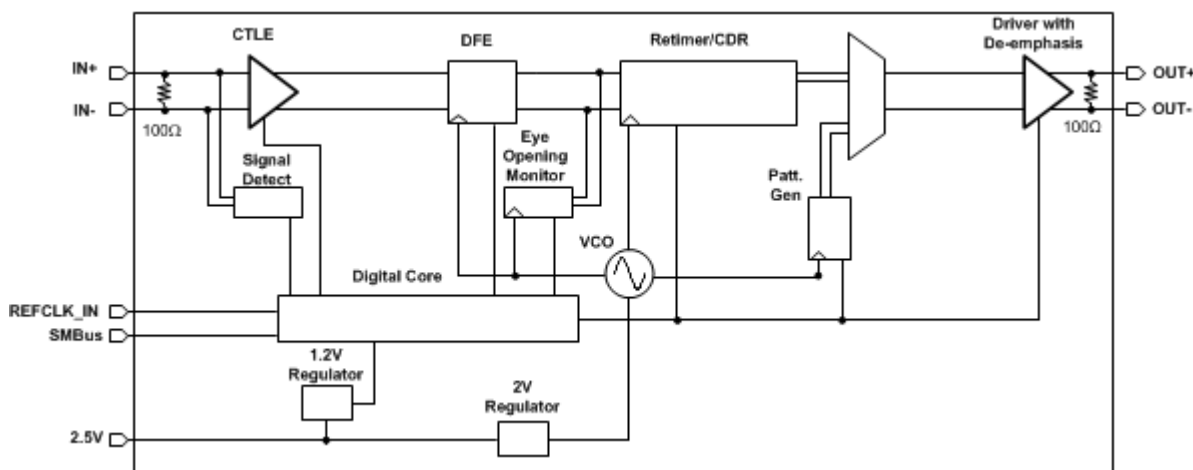 CTLE
DFE
Retimer/CDR
Driver with
De-emphasis
IN+
IN-
100Ω
OUT+
OUT-
100Ω
Signal
Detect
Eye
Opening
Monitor
Patt.
Gen
VCO
Digital Core
REFCLK_IN
SMBus
1.2V
Regulator
2V
Regulator
2.5V